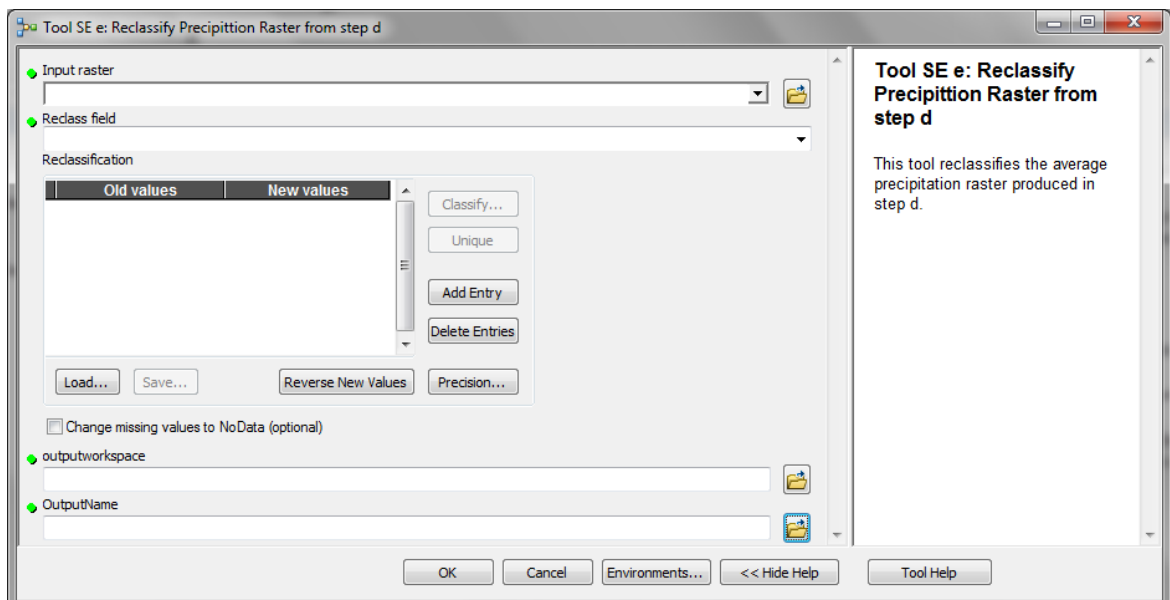 Tool SE e: Reclassify Precipittion Raster from step d
Input raster
Reclass field
Reclassification
Old values New values
Classify...
Unique
Add Entry
Delete Entries
Load... Save... Reverse New Values Precision...
Change missing values to NoData (optional)
outputworkspace
OutputName
Tool SE e: Reclassify
Precipittion Raster from
step d
This tool reclassifies the average
precipitation raster produced in
step d.
OK Cancel Environments... << Hide Help Tool Help